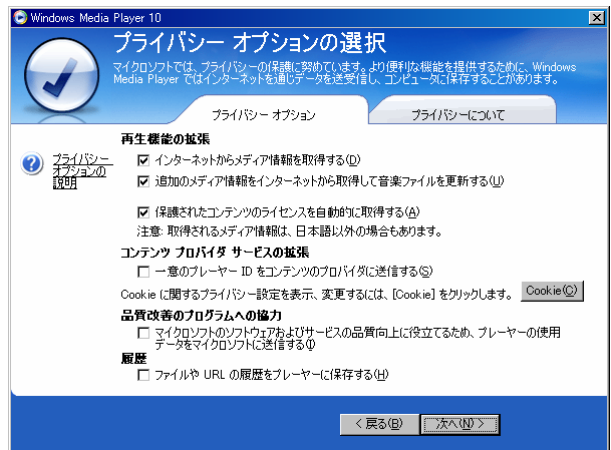 Windows Media Player 10
プライバシー オプションの選択
マイクロソフトでは、プライバシーの保護に努めています。より便利な機能を提供するために、Windows
Media Player ではインターネットを通じデータを送受信し、コンピュータに保存することがあります。
プライバシー オプション
プライバシーについて
再生機能の拡張
プライバシー
オプションの
説明
インターネットからメディア情報を取得する(D)
追加のメディア情報をインターネットから取得して音楽ファイルを更新する(U)
保護されたコンテンツのライセンスを自動的に取得する(A)
注意: 取得されるメディア情報は、日本語以外の場合もあります。
コンテンツ プロバイダ サービスの拡張
一意のプレーヤー ID をコンテンツのプロバイダに送信する(S)
Cookie に関するプライバシー設定を表示、変更するには、[Cookie] をクリックします。
Cookie(C)
品質改善のプログラムへの協力
マイクロソフトのソフトウェアおよびサービスの品質向上に役立てるため、プレーヤーの使用
データをマイクロソフトに送信する(I)
履歴
ファイルや URL の履歴をプレーヤーに保存する(H)
< 戻る(B)
次へ(N) >